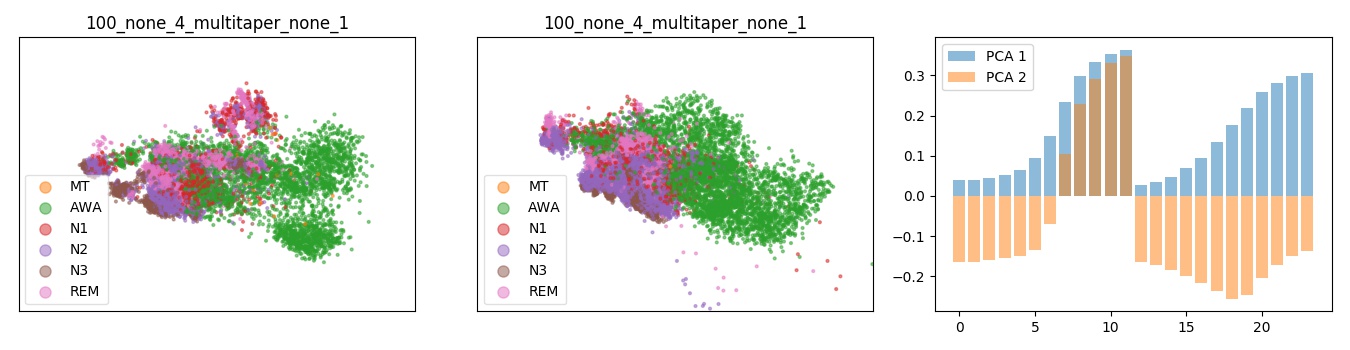 100_none_4_multitaper_none_1
MT
AWA
N1
N2
N3
REM
100_none_4_multitaper_none_1
MT
AWA
N1
N2
N3
REM
PCA 1
PCA 2
0.3
0.2
0.1
0.0
−0.1
−0.2
0 5 10 15 20